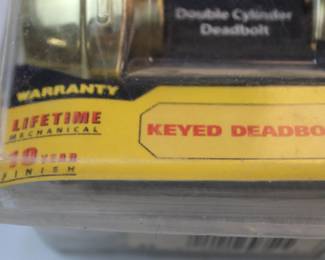 Double Cylinder
Deadbolt
WARRANTY
LIFETIME
MECHANICAL
10 YEAR
FINISH
KEYED DEADBO